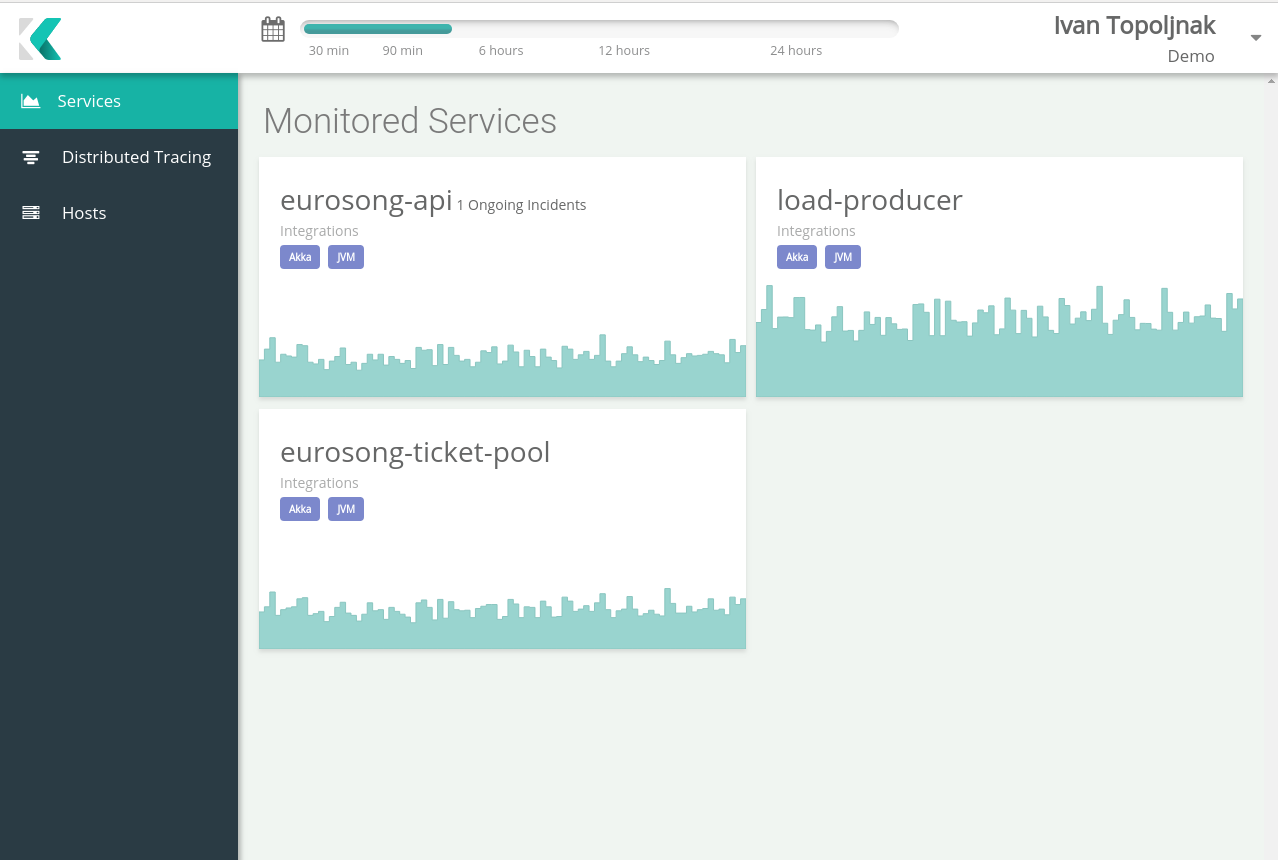 Ivan Topoljnak
Demo
30 min 90 min 6 hours 12 hours 24 hours
Services
Distributed Tracing
Hosts
Monitored Services
eurosong-api 1 Ongoing Incidents
Integrations
Akka JVM
load-producer
Integrations
Akka JVM
eurosong-ticket-pool
Integrations
Akka JVM